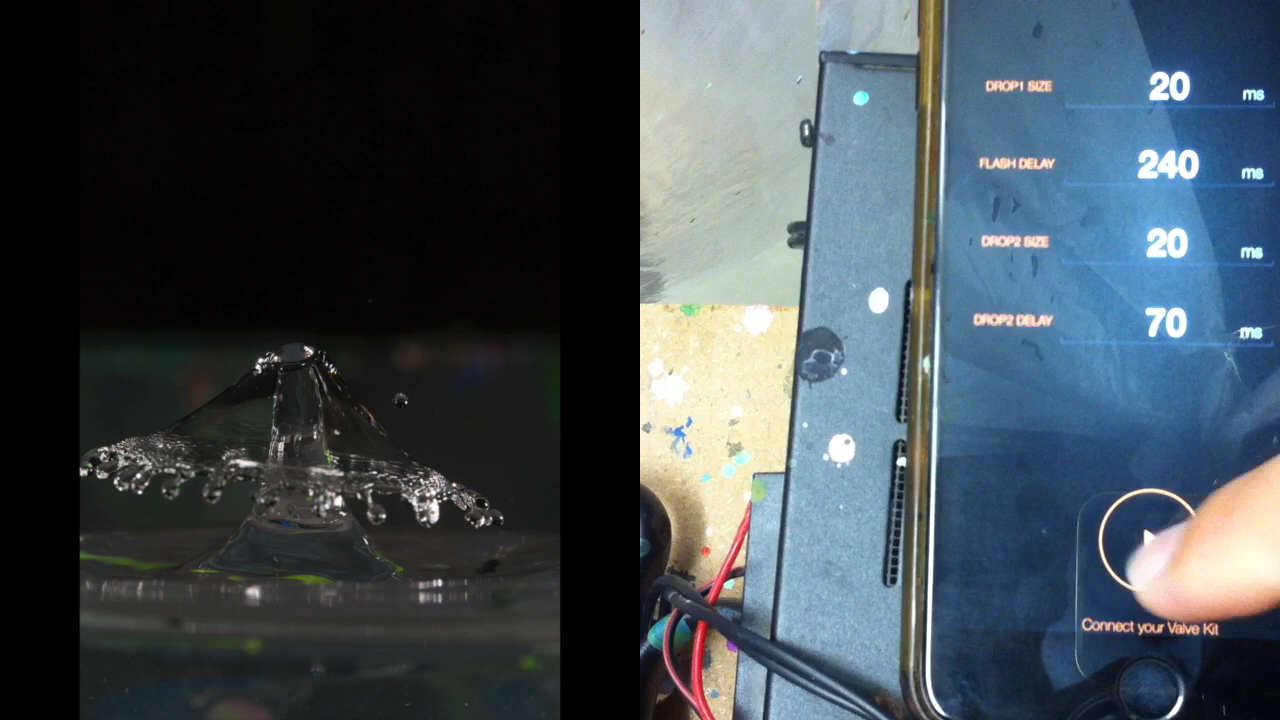 DROP1 SIZE 20 ms
FLASH DELAY 240 ms
DROP2 SIZE 20 ms
DROP2 DELAY 70 ms
Connect your Valve Kit